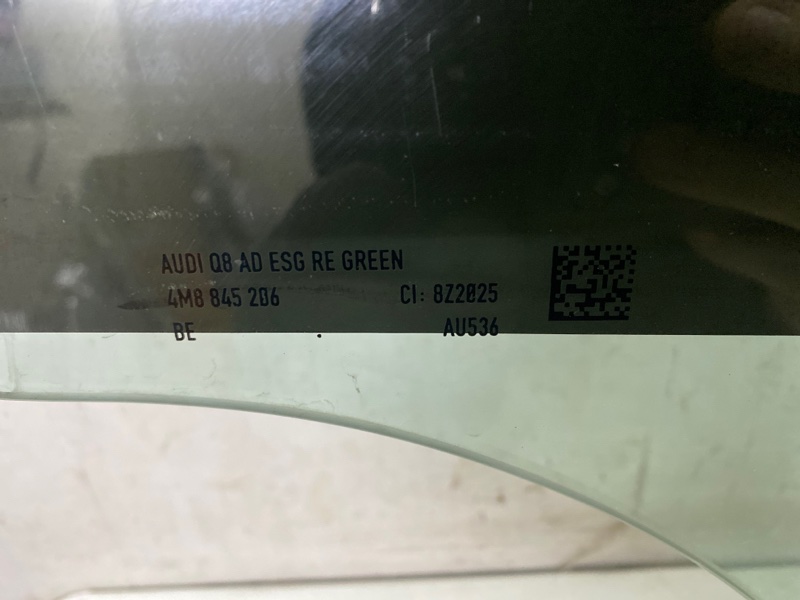 AUDI Q8 AD ESG RE GREEN
4M8 845 206 CI: 8Z2025
BE AU536